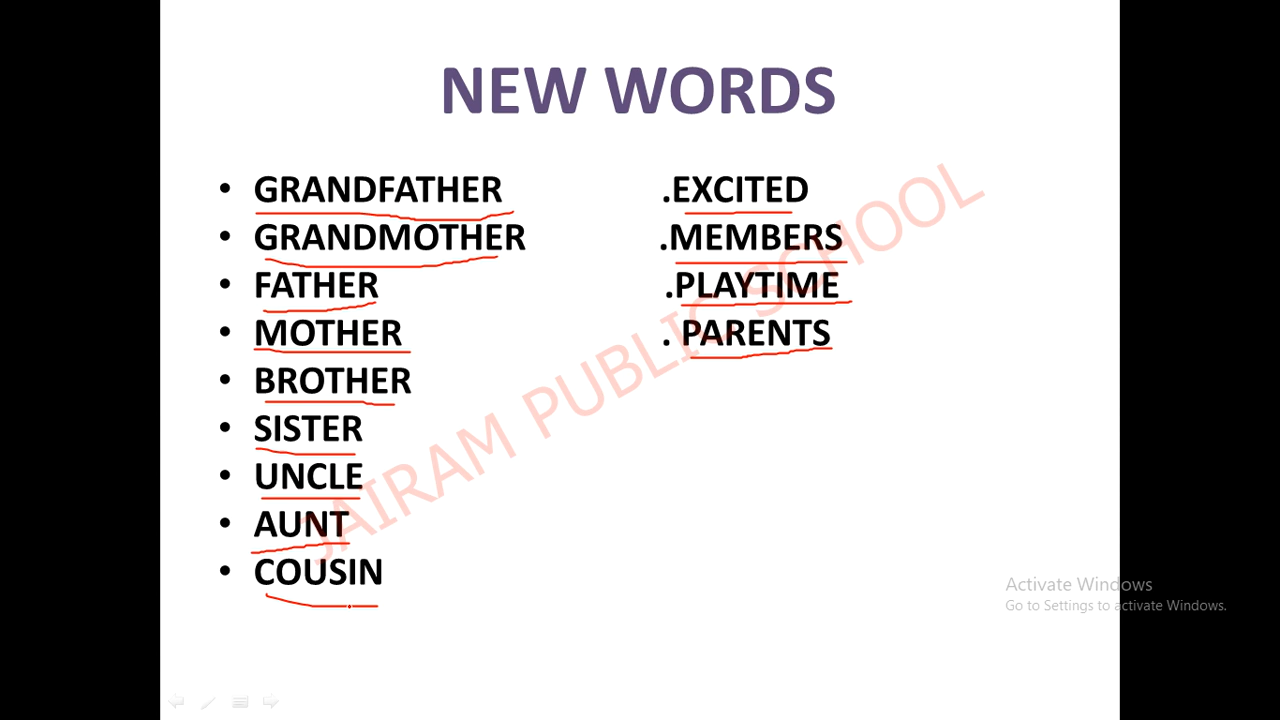 NEW WORDS
• GRANDFATHER
• GRANDMOTHER
• FATHER
• MOTHER
• BROTHER
• SISTER
• UNCLE
• AUNT
• COUSIN
.EXCITED
.MEMBERS
.PLAYTIME
. PARENTS
JAIRAM PUBLIC SCHOOL
Activate Windows
Go to Settings to activate Windows.